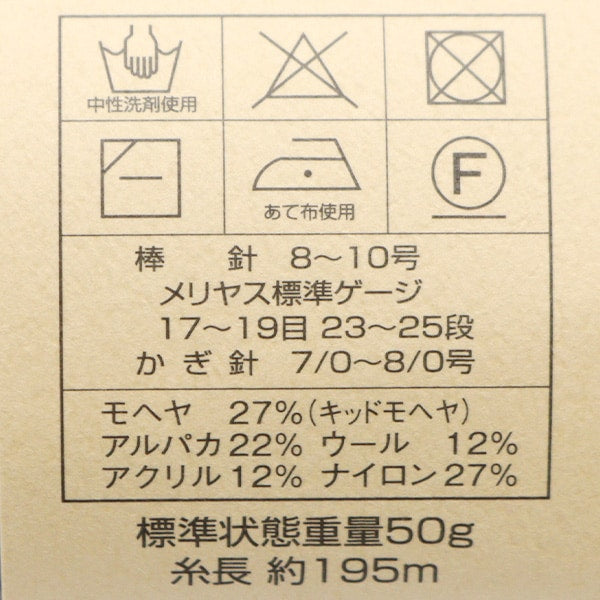 中性洗剤使用
あて布使用
F
棒針 8～10号
メリヤス標準ゲージ
17～19目 23～25段
かぎ針 7/0～8/0号
モヘヤ 27%(キッドモヘヤ)
アルパカ 22% ウール 12%
アクリル 12% ナイロン 27%
標準状態重量50g
糸長 約195m